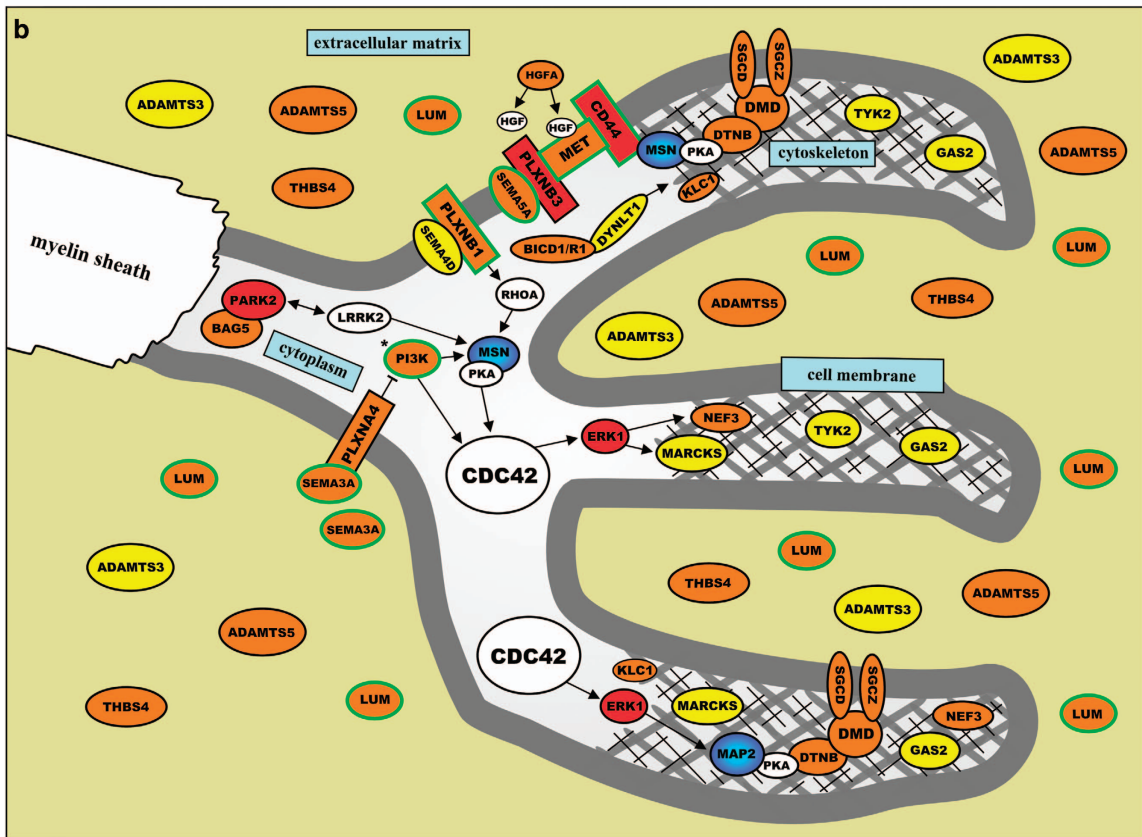 b
extracellular matrix
ADAMTS3
ADAMTS5
LUM
THBS4
HGFA
HGF
HGF
CD44
MET
PLXNB3
SEMA5A
PLXNB1
SEMA4D
SGCD
SGCZ
DMD
DTNB
MSN
PKA
KLC1
TYK2
cytoskeleton
GAS2
ADAMTS3
ADAMTS5
BICD1/R1
DYNLT1
myelin sheath
PARK2
BAG5
LRRK2
RHOA
cytoplasm
*
PI3K
MSN
PKA
PLXNA4
SEMA3A
SEMA3A
LUM
LUM
LUM
ADAMTS5
THBS4
ADAMTS3
cell membrane
CDC42
ERK1
NEF3
MARCKS
TYK2
GAS2
LUM
LUM
THBS4
ADAMTS3
ADAMTS5
ADAMTS3
ADAMTS5
THBS4
LUM
CDC42
KLC1
ERK1
MARCKS
MAP2
PKA
DTNB
DMD
SGCD
SGCZ
GAS2
NEF3
LUM